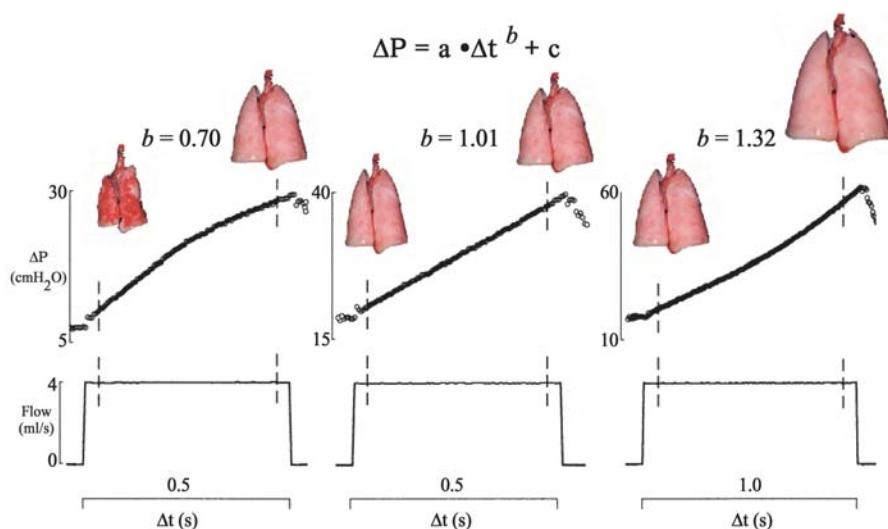 ΔP = a •Δt b + c
b = 0.70
b = 1.01
b = 1.32
30
ΔP
(cmH2O)
5
40
15
60
10
4
Flow
(ml/s)
0
0.5
Δt (s)
0.5
Δt (s)
1.0
Δt (s)